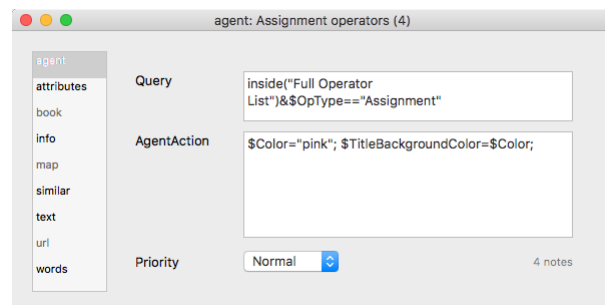 agent: Assignment operators (4)
agent
attributes
book
info
map
similar
text
url
words
Query
inside("Full Operator
List")&$OpType=="Assignment"
AgentAction
$Color="pink"; $TitleBackgroundColor=$Color;
Priority
Normal
4 notes